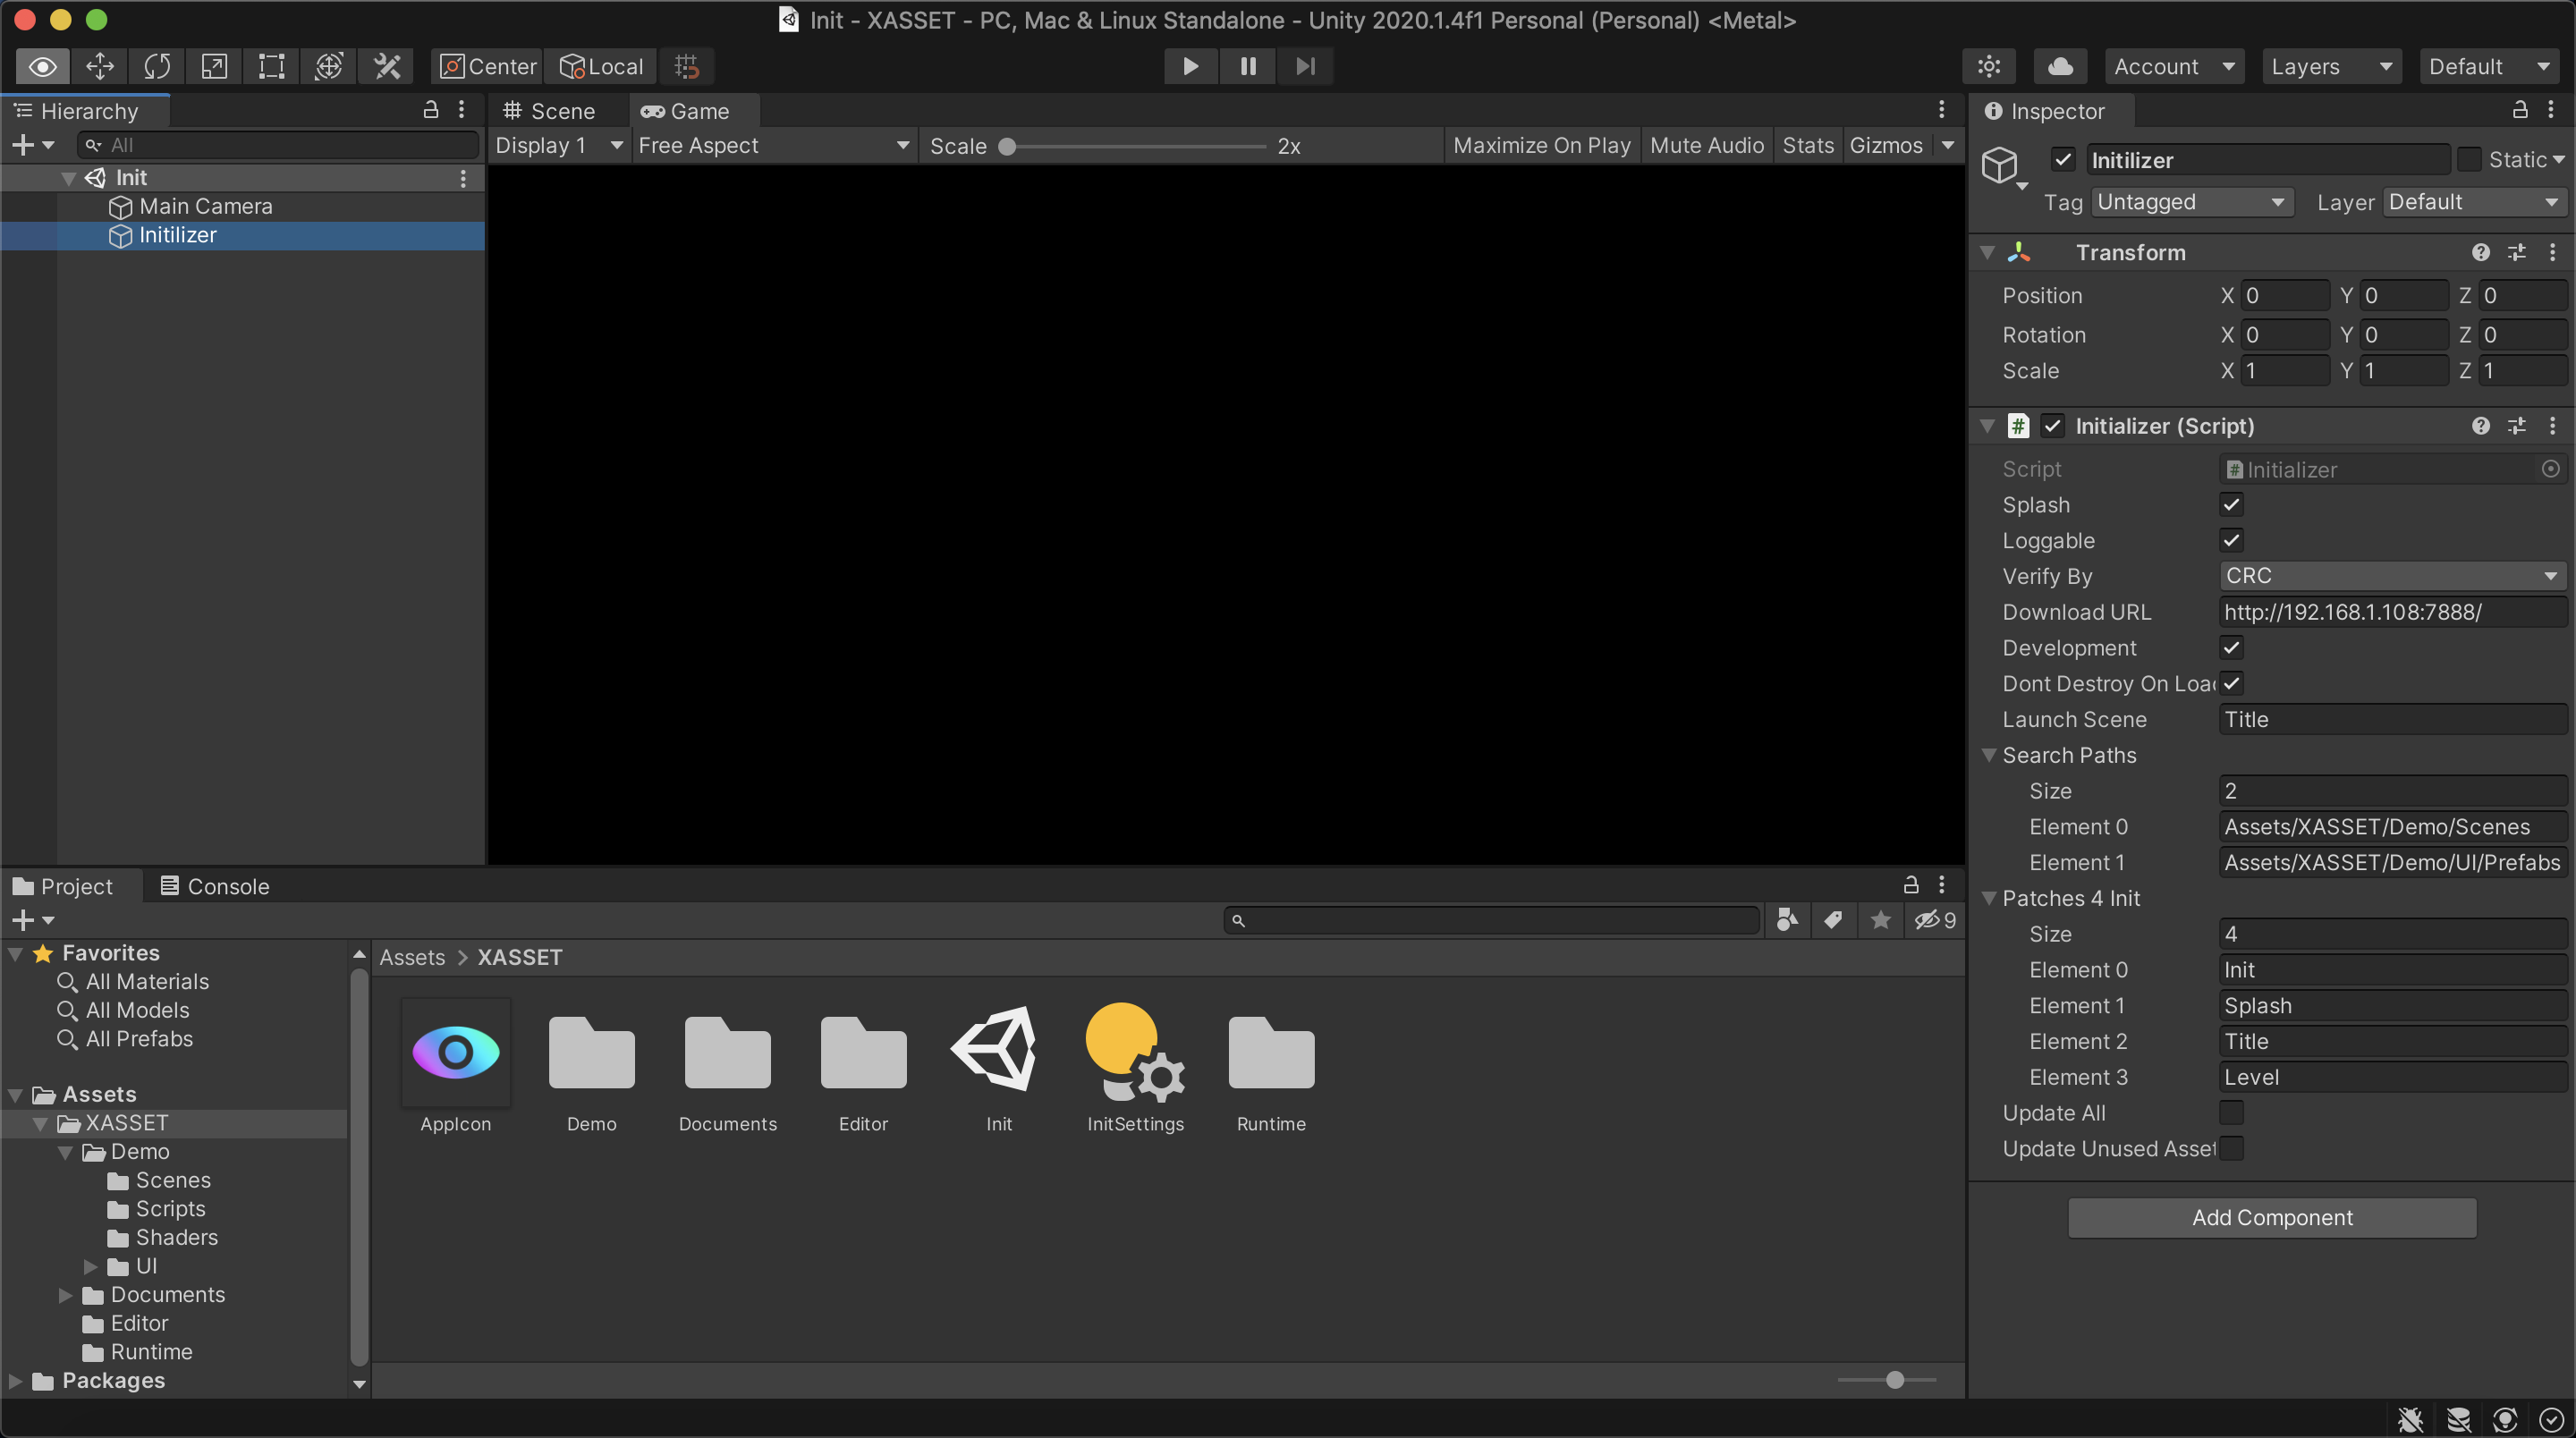 Init - XASSET - PC, Mac & Linux Standalone - Unity 2020.1.4f1 Personal (Personal) <Metal>
Center Local Account Layers Default
Hierarchy
All
Init
Main Camera
Initilizer
Scene Game
Display 1 Free Aspect Scale 2x Maximize On Play Mute Audio Stats Gizmos
Inspector
Initilizer Static
Tag Untagged Layer Default
Transform
Position X 0 Y 0 Z 0
Rotation X 0 Y 0 Z 0
Scale X 1 Y 1 Z 1
# Initializer (Script)
Script # Initializer
Splash
Loggable
Verify By CRC
Download URL http://192.168.1.108:7888/
Development
Dont Destroy On Loa
Launch Scene Title
Search Paths
Size 2
Element 0 Assets/XASSET/Demo/Scenes
Element 1 Assets/XASSET/Demo/UI/Prefabs
Patches 4 Init
Size 4
Element 0 Init
Element 1 Splash
Element 2 Title
Element 3 Level
Update All
Update Unused Asset
Add Component
Project Console
9
Favorites
All Materials
All Models
All Prefabs
Assets
XASSET
Demo
Scenes
Scripts
Shaders
UI
Documents
Editor
Runtime
Packages
Assets > XASSET
AppIcon Demo Documents Editor Init InitSettings Runtime